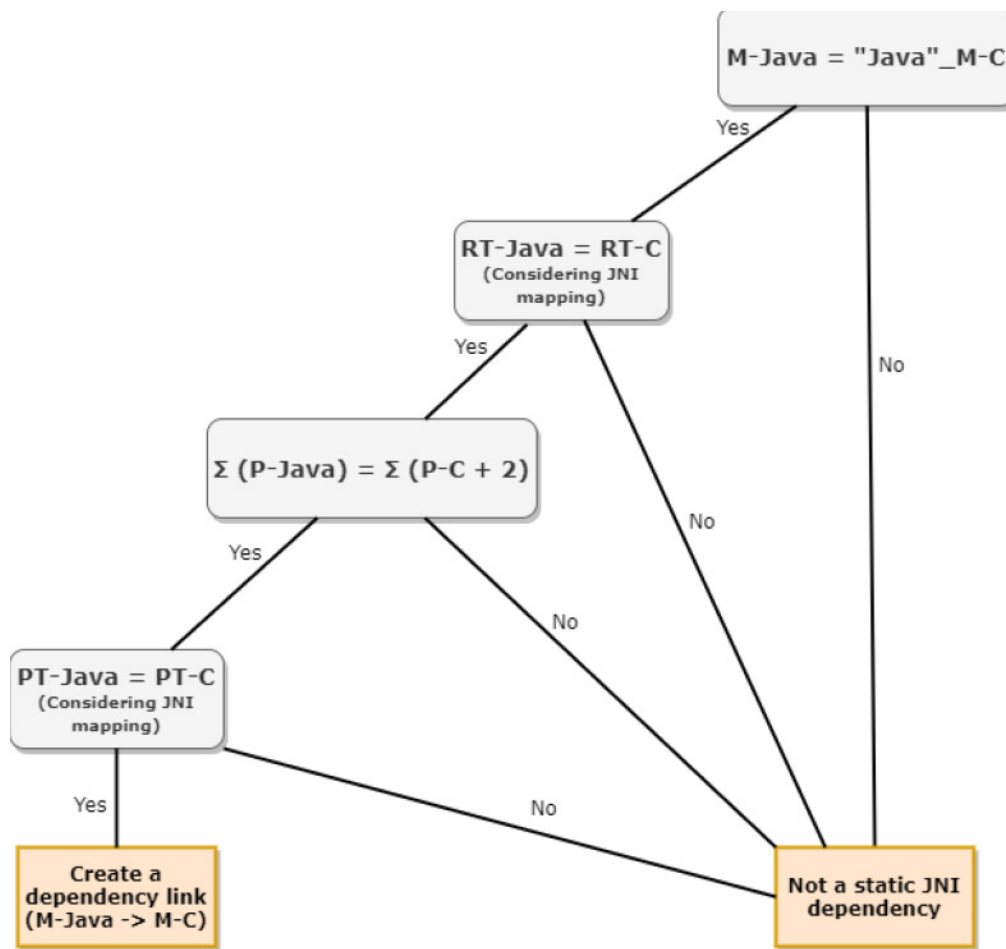 M-Java = "Java"_M-C
Yes
RT-Java = RT-C
(Considering JNI
mapping)
No
Yes
Σ (P-Java) = Σ (P-C + 2)
No
Yes
No
PT-Java = PT-C
(Considering JNI
mapping)
Yes
No
Create a
dependency link
(M-Java -> M-C)
Not a static JNI
dependency